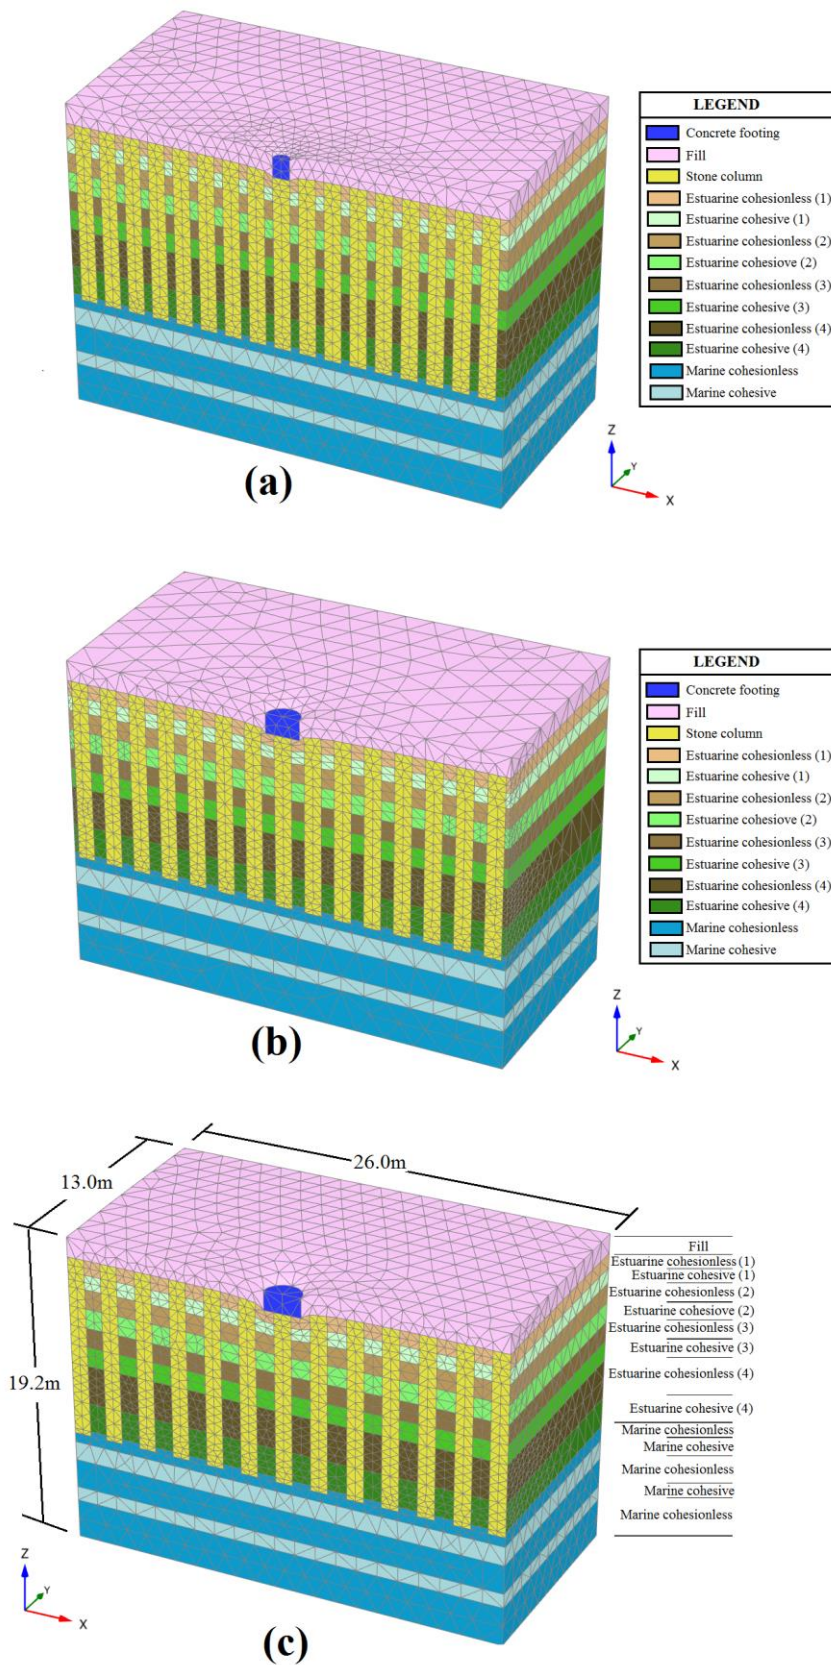 LEGEND
Concrete footing
Fill
Stone column
Estuarine cohesionless (1)
Estuarine cohesive (1)
Estuarine cohesionless (2)
Estuarine cohesiove (2)
Estuarine cohesionless (3)
Estuarine cohesive (3)
Estuarine cohesionless (4)
Estuarine cohesive (4)
Marine cohesionless
Marine cohesive
Z
Y
X
(a)
LEGEND
Concrete footing
Fill
Stone column
Estuarine cohesionless (1)
Estuarine cohesive (1)
Estuarine cohesionless (2)
Estuarine cohesiove (2)
Estuarine cohesionless (3)
Estuarine cohesive (3)
Estuarine cohesionless (4)
Estuarine cohesive (4)
Marine cohesionless
Marine cohesive
Z
Y
X
(b)
26.0m
13.0m
19.2m
Fill
Estuarine cohesionless (1)
Estuarine cohesive (1)
Estuarine cohesionless (2)
Estuarine cohesiove (2)
Estuarine cohesionless (3)
Estuarine cohesive (3)
Estuarine cohesionless (4)
Estuarine cohesive (4)
Marine cohesionless
Marine cohesive
Marine cohesionless
Marine cohesive
Marine cohesionless
Z
Y
X
(c)